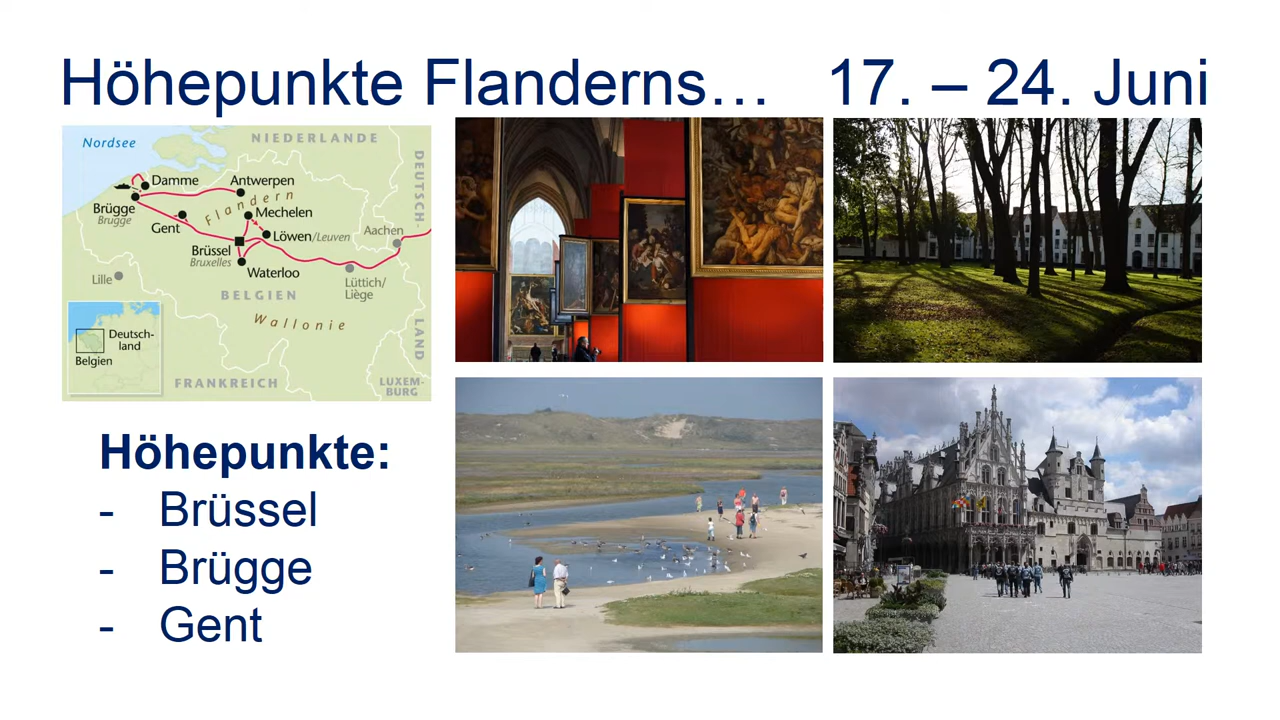 Höhepunkte Flanderns… 17. – 24. Juni
Nordsee
NIEDERLANDE
DEUTSCH-
Damme
Antwerpen
Flandern
Brügge
Brugge
Mechelen
Gent
Löwen/Leuven
Aachen
Brüssel
Bruxelles
Waterloo
Lille
Lüttich/
Liège
BELGIEN
Wallonie
LAND
Deutsch-
land
Belgien
FRANKREICH
LUXEM-
BURG
Höhepunkte:
- Brüssel
- Brügge
- Gent